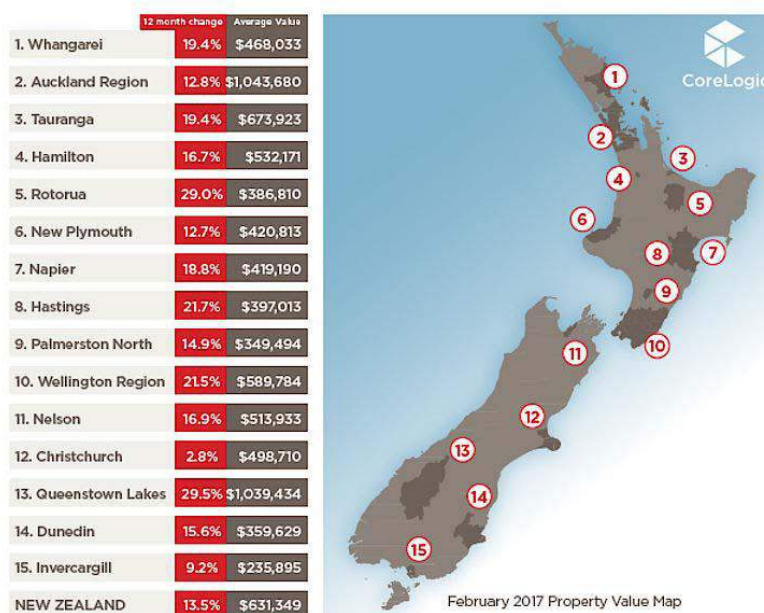 12 month change Average Value
1. Whangarei 19.4% $468,033
2. Auckland Region 12.8% $1,043,680
3. Tauranga 19.4% $673,923
4. Hamilton 16.7% $532,171
5. Rotorua 29.0% $386,810
6. New Plymouth 12.7% $420,813
7. Napier 18.8% $419,190
8. Hastings 21.7% $397,013
9. Palmerston North 14.9% $349,494
10. Wellington Region 21.5% $589,784
11. Nelson 16.9% $513,933
12. Christchurch 2.8% $498,710
13. Queenstown Lakes 29.5% $1,039,434
14. Dunedin 15.6% $359,629
15. Invercargill 9.2% $235,895
NEW ZEALAND 13.5% $631,349
CoreLogic
1
2
3
4
5
6
7
8
9
10
11
12
13
14
15
February 2017 Property Value Map